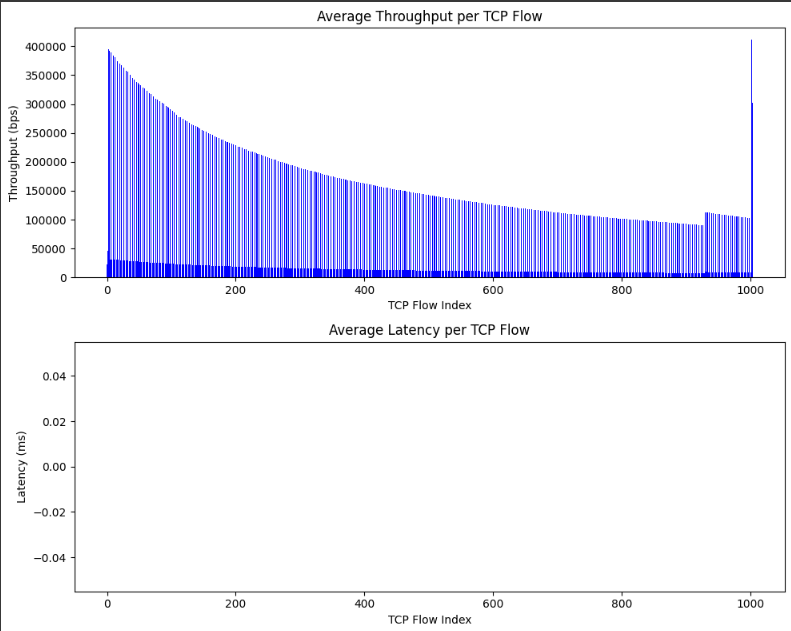 Average Throughput per TCP Flow
400000
350000
300000
250000
200000
150000
100000
50000
0
Throughput (bps)
0 200 400 600 800 1000
TCP Flow Index
Average Latency per TCP Flow
0.04
0.02
0.00
−0.02
−0.04
Latency (ms)
0 200 400 600 800 1000
TCP Flow Index